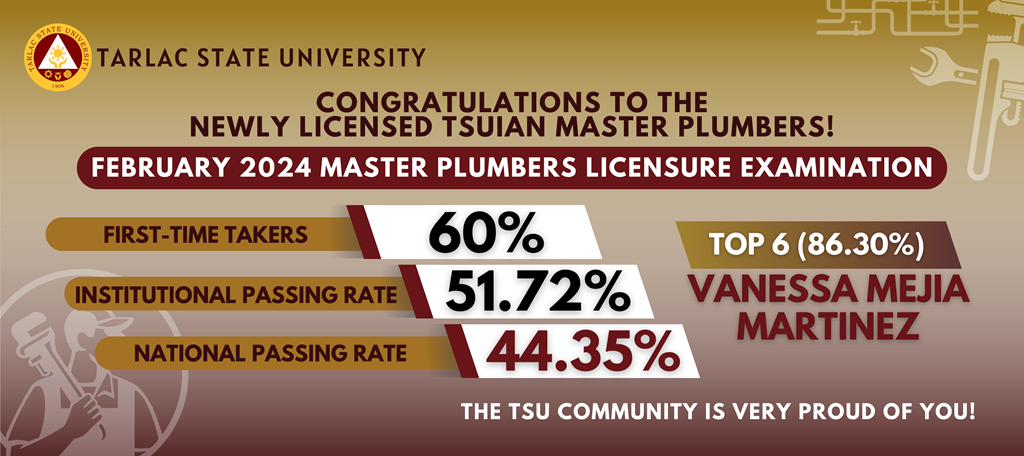 TARLAC STATE UNIVERSITY
1906
TARLAC STATE UNIVERSITY
CONGRATULATIONS TO THE
NEWLY LICENSED TSUIAN MASTER PLUMBERS!
FEBRUARY 2024 MASTER PLUMBERS LICENSURE EXAMINATION
FIRST-TIME TAKERS 60%
INSTITUTIONAL PASSING RATE 51.72%
NATIONAL PASSING RATE 44.35%
TOP 6 (86.30%)
VANESSA MEJIA
MARTINEZ
THE TSU COMMUNITY IS VERY PROUD OF YOU!